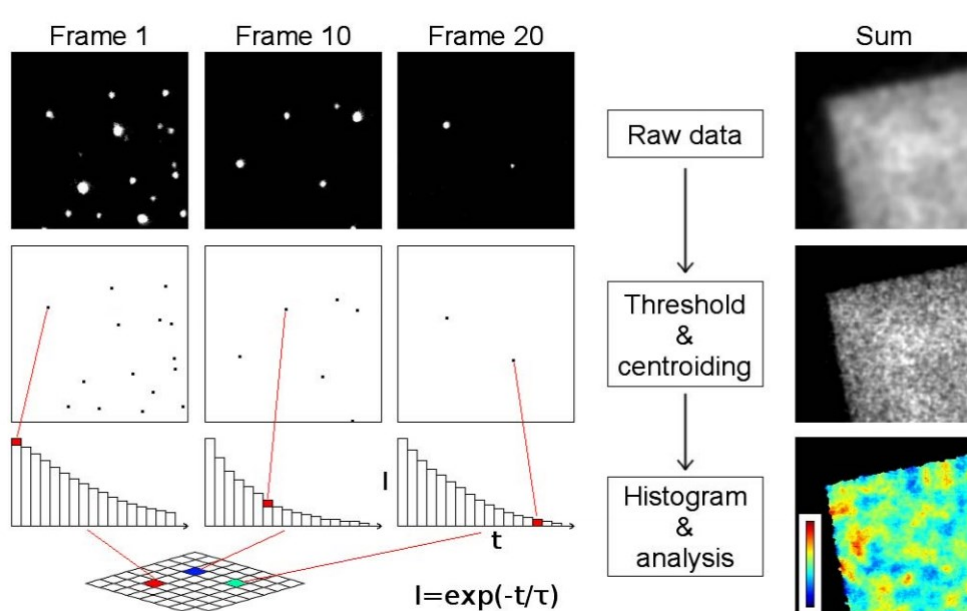 Frame 1
Frame 10
Frame 20
Sum
Raw data
Threshold
&
centroiding
I
t
Histogram
&
analysis
I=exp(-t/τ)